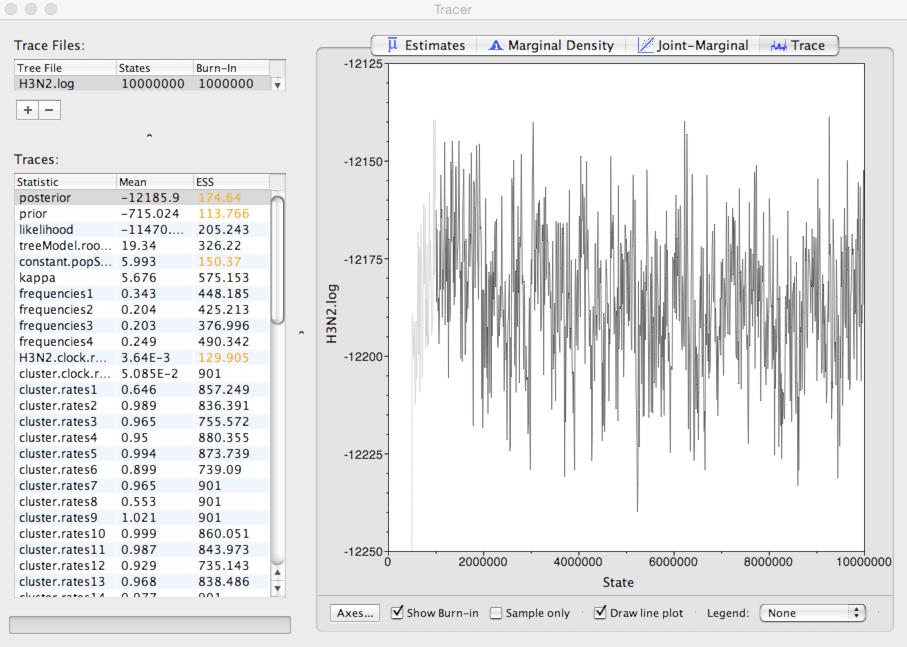 Tracer
Trace Files:
Tree File States Burn-In
H3N2.log 10000000 1000000
+ −
Traces:
Statistic Mean ESS
posterior −12185.9 174.64
prior −715.024 113.766
likelihood −11470.... 205.243
treeModel.roo... 19.34 326.22
constant.popS... 5.993 150.37
kappa 5.676 575.153
frequencies1 0.343 448.185
frequencies2 0.204 425.213
frequencies3 0.203 376.996
frequencies4 0.249 490.342
H3N2.clock.r... 3.64E-3 129.905
cluster.clock.r... 5.085E-2 901
cluster.rates1 0.646 857.249
cluster.rates2 0.989 836.391
cluster.rates3 0.965 755.572
cluster.rates4 0.95 880.355
cluster.rates5 0.994 873.739
cluster.rates6 0.899 739.09
cluster.rates7 0.965 901
cluster.rates8 0.553 901
cluster.rates9 1.021 901
cluster.rates10 0.999 860.051
cluster.rates11 0.987 843.973
cluster.rates12 0.929 735.143
cluster.rates13 0.968 838.486
cluster.rates14 0.977 901
μ Estimates Marginal Density Joint-Marginal Trace
-12125
-12150
-12175
-12200
-12225
-12250
H3N2.log
0 2000000 4000000 6000000 8000000 10000000
State
Axes... Show Burn-in Sample only Draw line plot Legend: None